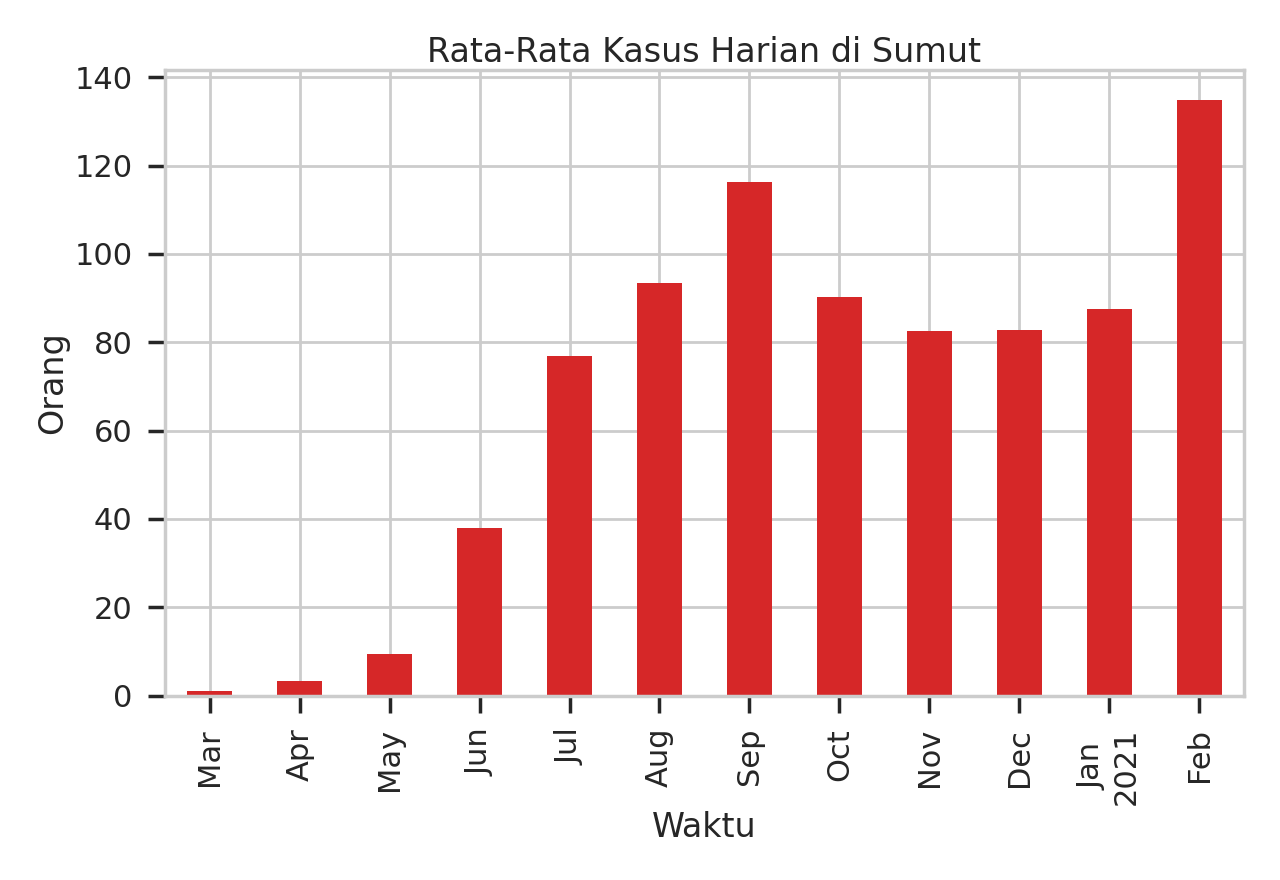 Rata-Rata Kasus Harian di Sumut
140
120
100
80
60
40
20
0
Orang
Mar
Apr
May
Jun
Jul
Aug
Sep
Oct
Nov
Dec
Jan
2021
Feb
Waktu